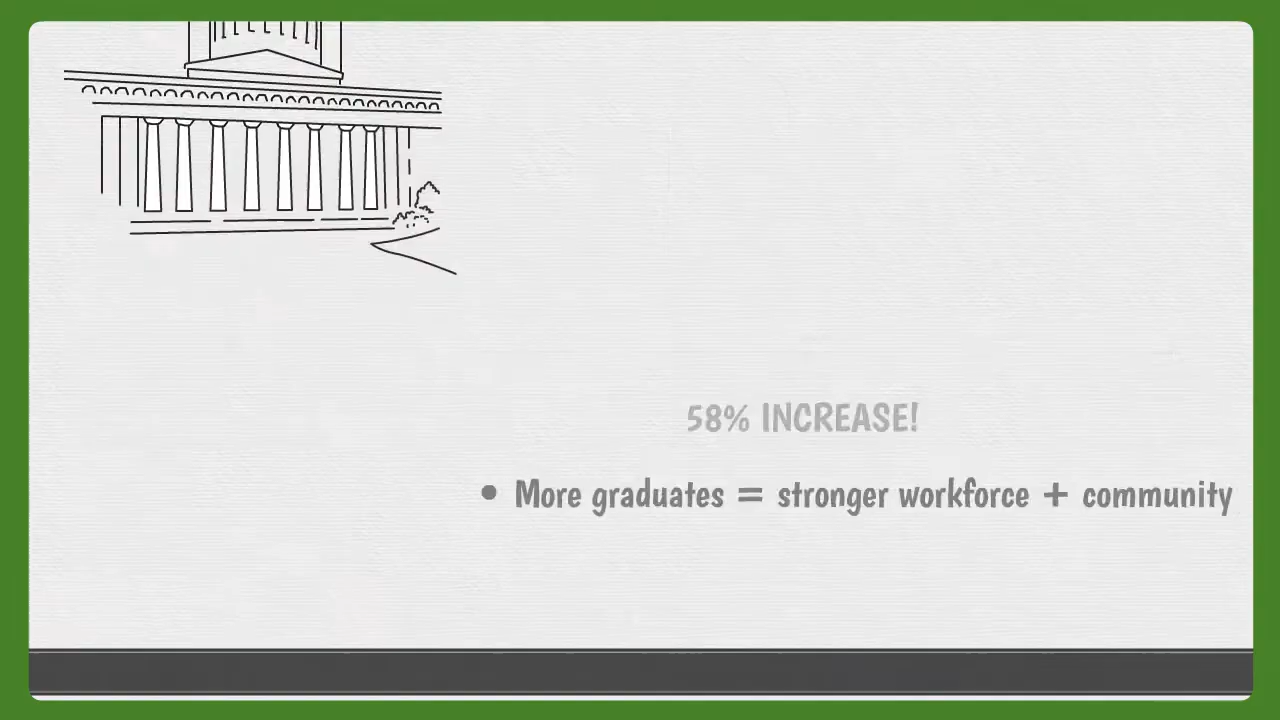 58% INCREASE!
• More graduates = stronger workforce + community